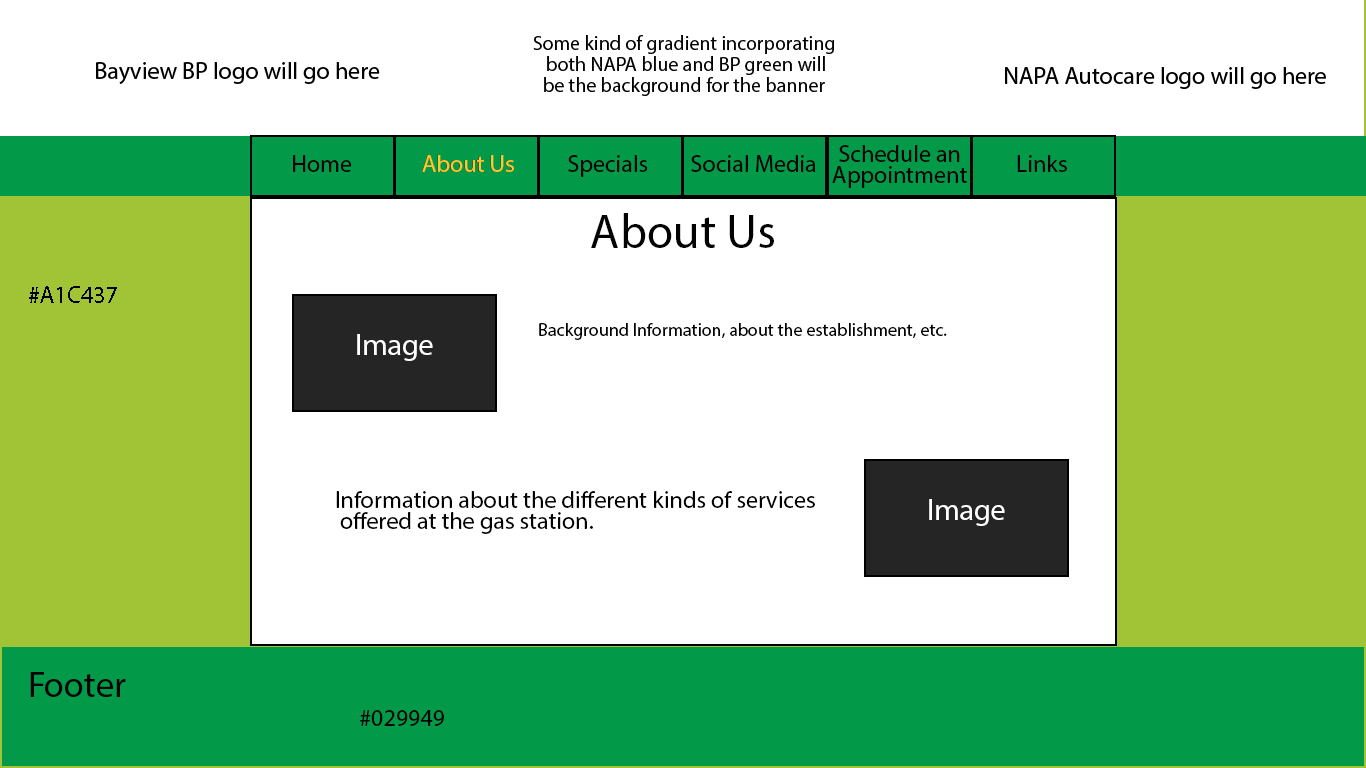 Bayview BP logo will go here
Some kind of gradient incorporating
both NAPA blue and BP green will
be the background for the banner
NAPA Autocare logo will go here
Home
About Us
Specials
Social Media
Schedule an
Appointment
Links
About Us
#A1C437
Image
Background Information, about the establishment, etc.
Information about the different kinds of services
offered at the gas station.
Image
Footer
#029949